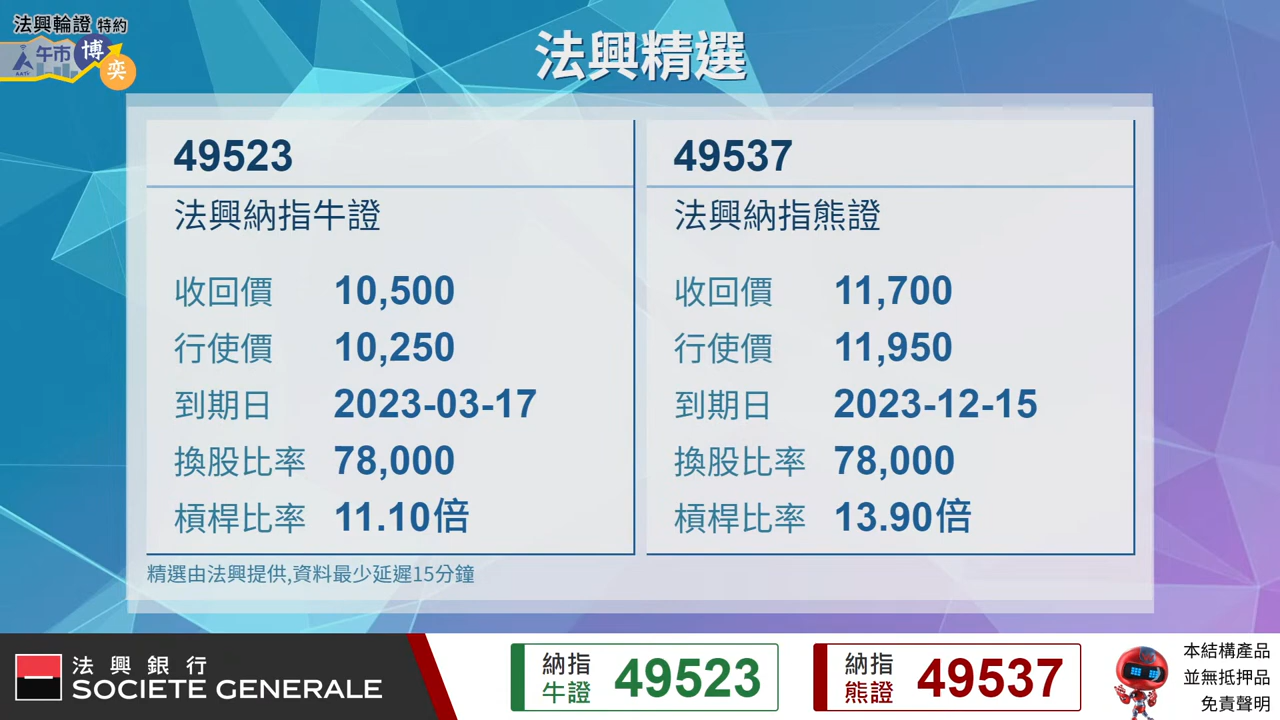 法興輪證 特約
午市 博
AATV
奕
法興精選
49523
法興納指牛證
收回價 10,500
行使價 10,250
到期日 2023-03-17
換股比率 78,000
槓桿比率 11.10倍
49537
法興納指熊證
收回價 11,700
行使價 11,950
到期日 2023-12-15
換股比率 78,000
槓桿比率 13.90倍
精選由法興提供,資料最少延遲15分鐘
法興銀行
SOCIETE GENERALE
納指
牛證
49523
納指
熊證
49537
本結構產品
並無抵押品
免責聲明